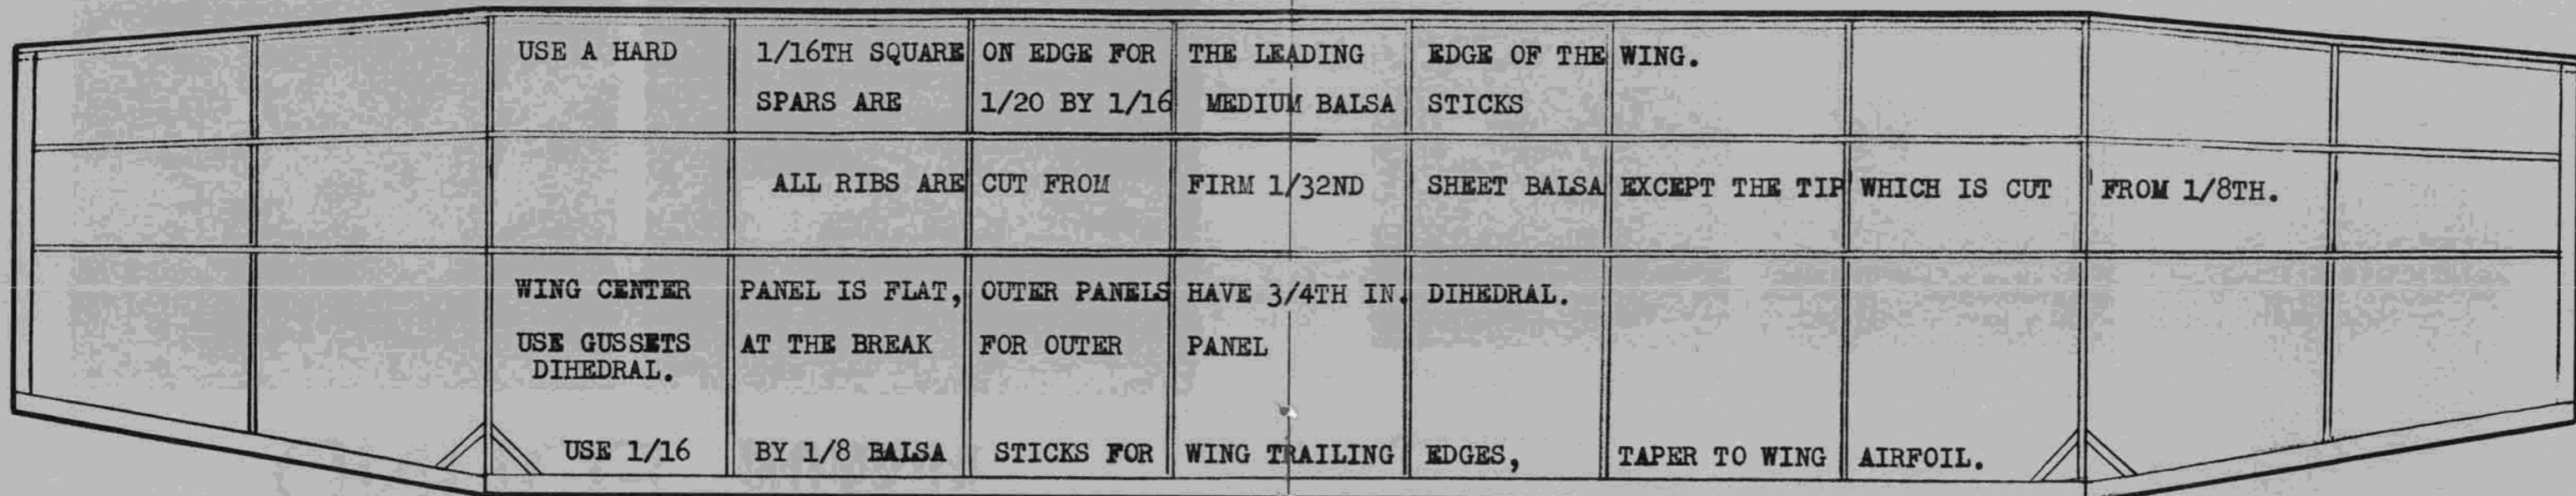 USE A HARD 1/16TH SQUARE ON EDGE FOR THE LEADING EDGE OF THE WING.
SPARS ARE 1/20 BY 1/16 MEDIUM BALSA STICKS
ALL RIBS ARE CUT FROM FIRM 1/32ND SHEET BALSA EXCEPT THE TIP WHICH IS CUT FROM 1/8TH.
WING CENTER PANEL IS FLAT, OUTER PANELS HAVE 3/4TH IN. DIHEDRAL.
USE GUSSETS AT THE BREAK FOR OUTER PANEL
DIHEDRAL.
USE 1/16 BY 1/8 BALSA STICKS FOR WING TRAILING EDGES, TAPER TO WING AIRFOIL.